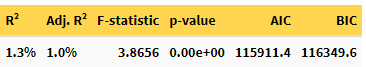 R² Adj. R² F-statistic p-value AIC BIC
1.3% 1.0% 3.8656 0.00e+00 115911.4 116349.6